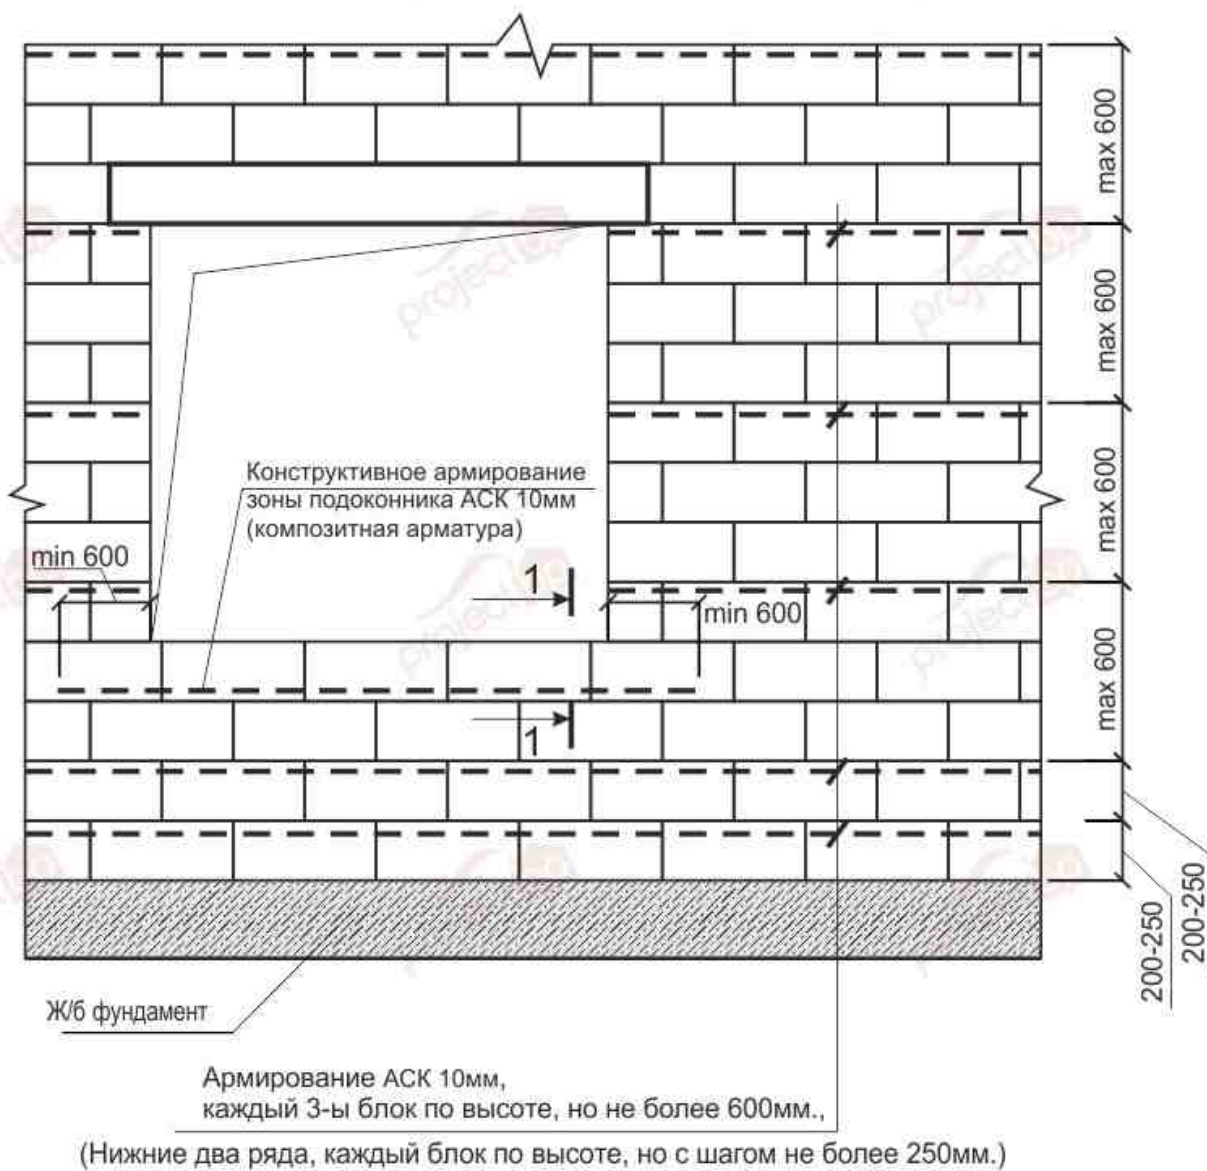 max 600
max 600
max 600
max 600
Конструктивное армирование
зоны подоконника АСК 10мм
(композитная арматура)
min 600
1
min 600
1
200-250
200-250
Ж/б фундамент
Армирование АСК 10мм,
каждый 3-ы блок по высоте, но не более 600мм.,
(Нижние два ряда, каждый блок по высоте, но с шагом не более 250мм.)